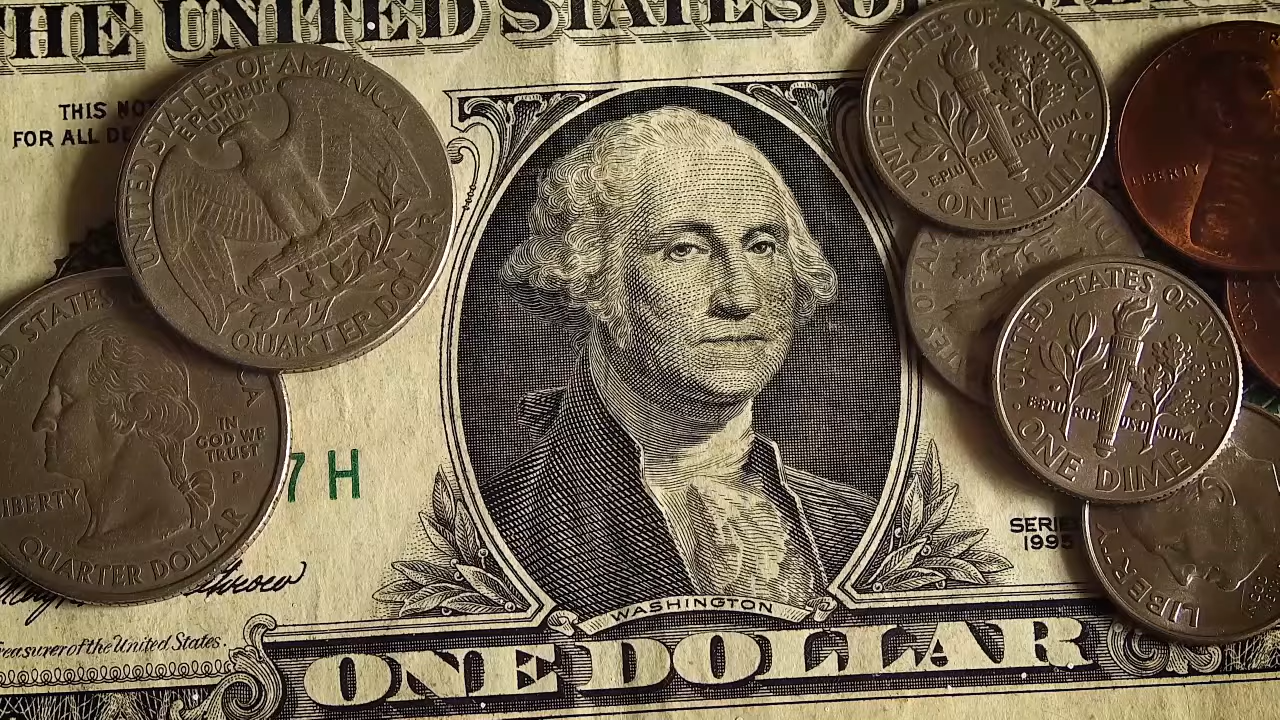 THE UNITED STATES
THIS NO
FOR ALL DE
UNITED STATES OF AMERICA
E PLURIBUS
UNUM
QUARTER DOLLAR
STATES
IN
GOD WE
TRUST
P
LIBERTY
QUARTER DOLLAR
7 H
Treasurer of the United States.
WASHINGTON
ONE DOLLAR
SERIES
1995
UNITED STATES OF AMERICA
E PLURIBUS UNUM
ONE DIME
LIBERTY
UNITED STATES OF AMERICA
E PLURIBUS UNUM
ONE DIME
LIBERTY